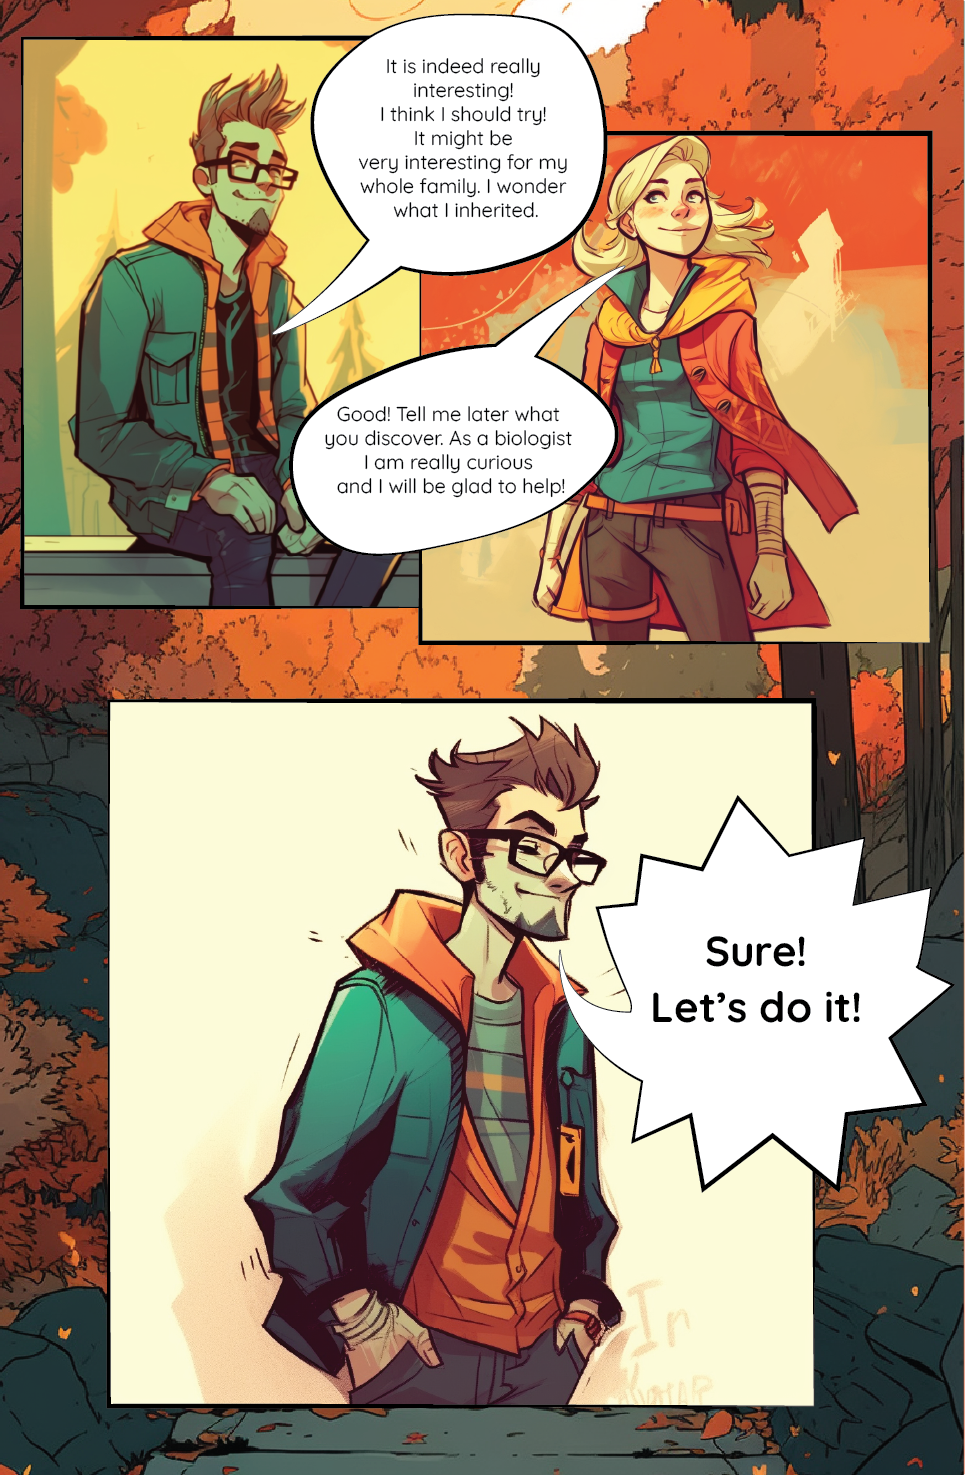 It is indeed really
interesting!
I think I should try!
It might be
very interesting for my
whole family. I wonder
what I inherited.
Good! Tell me later what
you discover. As a biologist
I am really curious
and I will be glad to help!
Sure!
Let's do it!
In